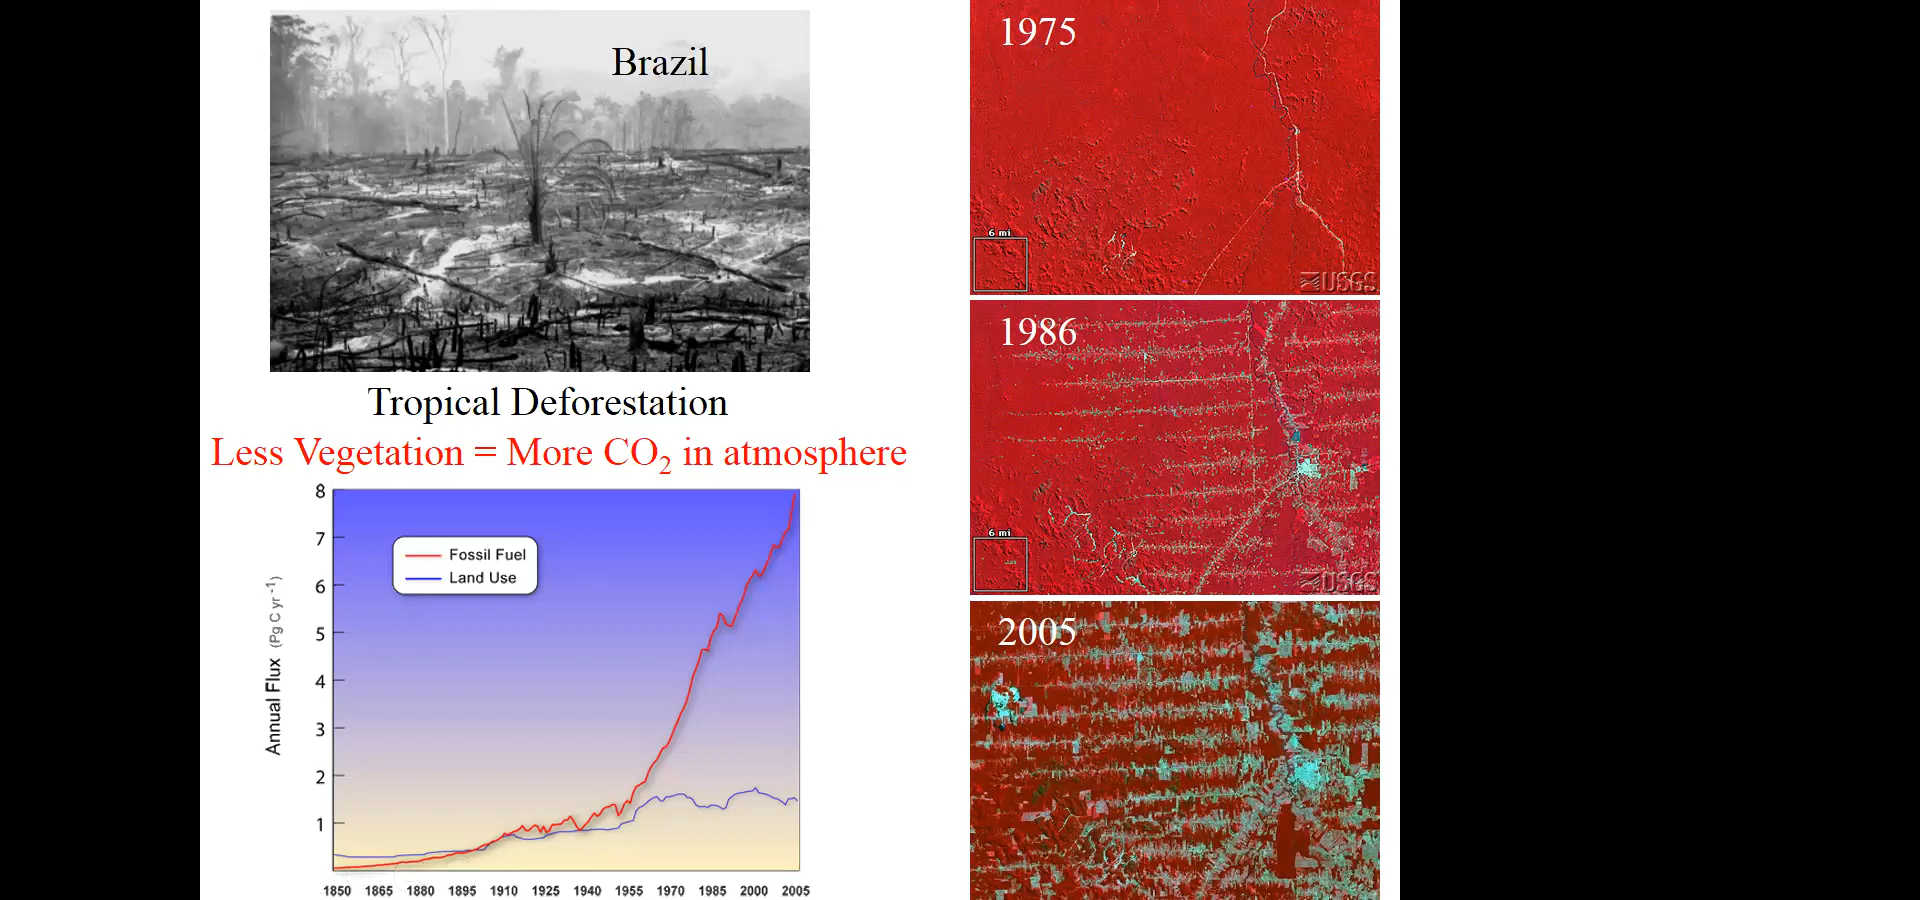 Brazil
Tropical Deforestation
Less Vegetation = More CO₂ in atmosphere
8
7
6
5
4
3
2
1
Annual Flux (Pg C yr⁻¹)
Fossil Fuel
Land Use
1850 1865 1880 1895 1910 1925 1940 1955 1970 1985 2000 2005
1975
6 mi
USGS
1986
6 mi
USGS
2005